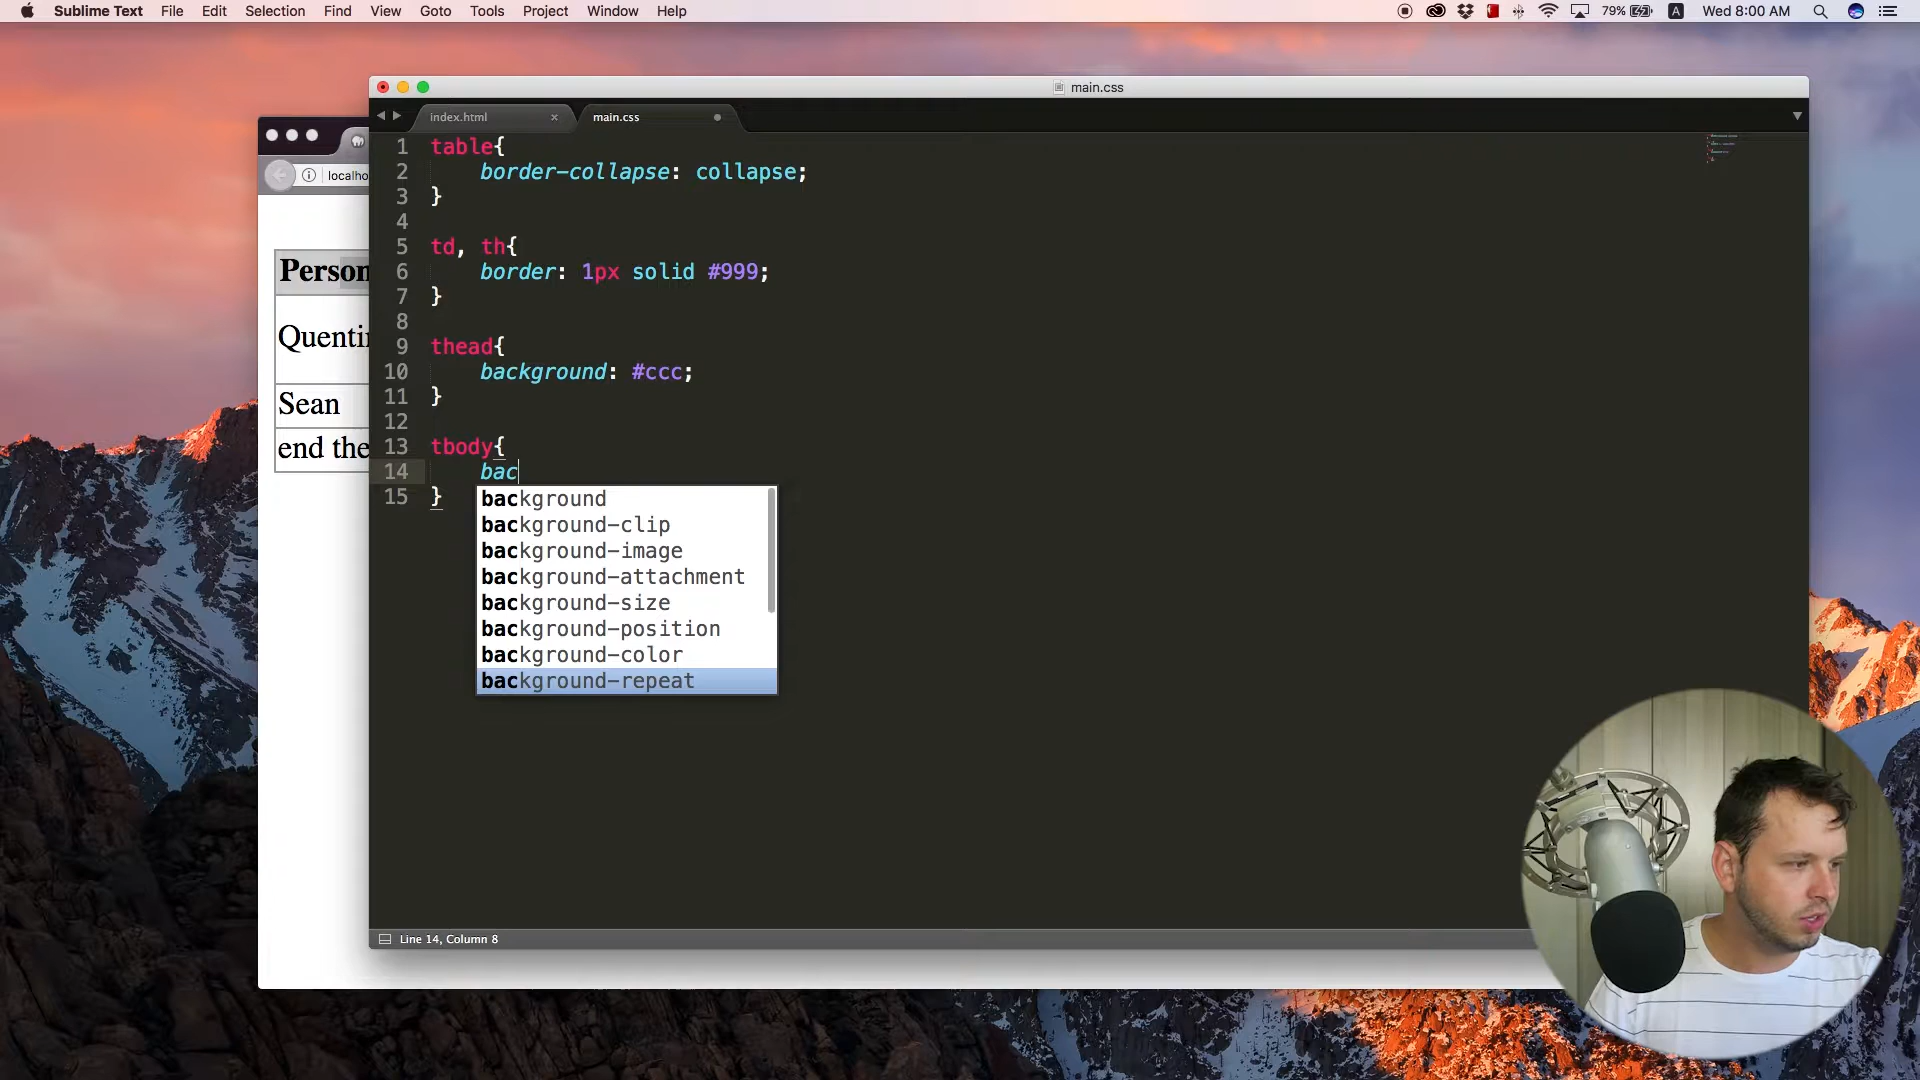 Sublime Text File Edit Selection Find View Goto Tools Project Window Help 79% A Wed 8:00 AM
main.css
index.html main.css
localho
Person
Quentin
Sean
end the
1 table{
2 border-collapse: collapse;
3 }
4
5 td, th{
6 border: 1px solid #999;
7 }
8
9 thead{
10 background: #ccc;
11 }
12
13 tbody{
14 bac
15 }
background
background-clip
background-image
background-attachment
background-size
background-position
background-color
background-repeat
Line 14, Column 8